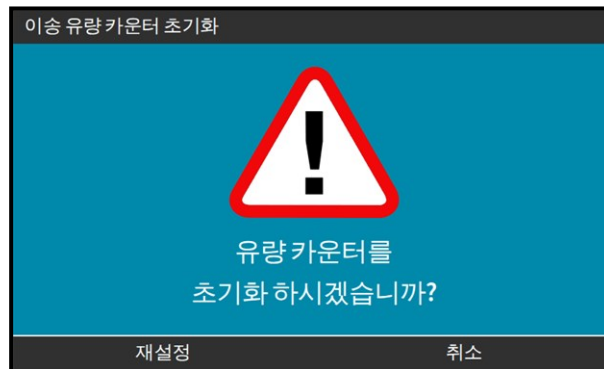 이송 유량 카운터 초기화
!
유량 카운터를
초기화 하시겠습니까?
재설정 취소